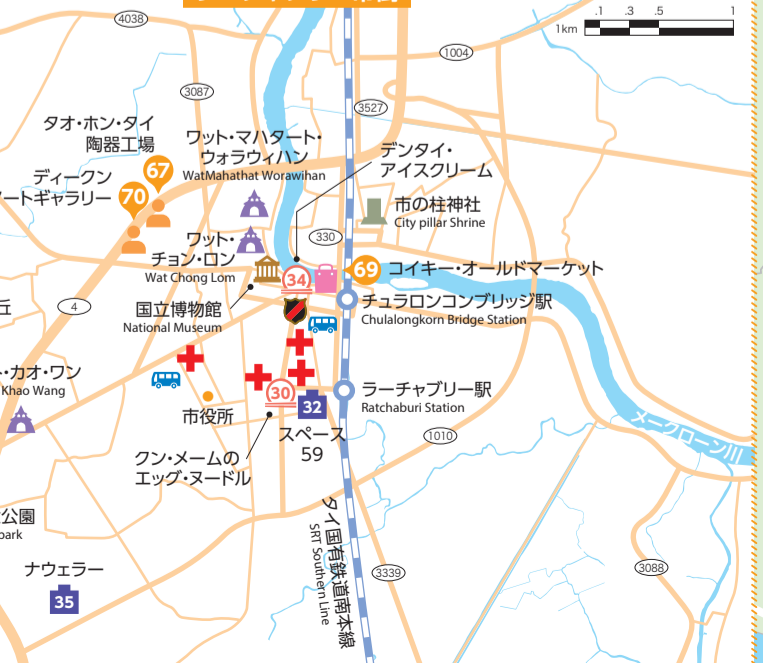 .1 .3 .5 1
1km
4038
1004
3087
3527
タオ・ホン・タイ
陶器工場
67
ディークン
ートギャラリー
70
ワット・マハタート・
ウォラウィハン
WatMahathat Worawihan
デンタイ・
アイスクリーム
市の柱神社
City pillar Shrine
330
ワット・
チョン・ロン
Wat Chong Lom
34
69
コイキー・オールドマーケット
チュラロンコンブリッジ駅
Chulalongkorn Bridge Station
丘
4
国立博物館
National Museum
・カオ・ワン
Khao Wang
市役所
30
32
スペース
59
ラーチャブリー駅
Ratchaburi Station
1010
メークローン川
クン・メームの
エッグ・ヌードル
公園
park
タイ国有鉄道南本線
SRT Southern Line
ナウェラー
35
3339
3088